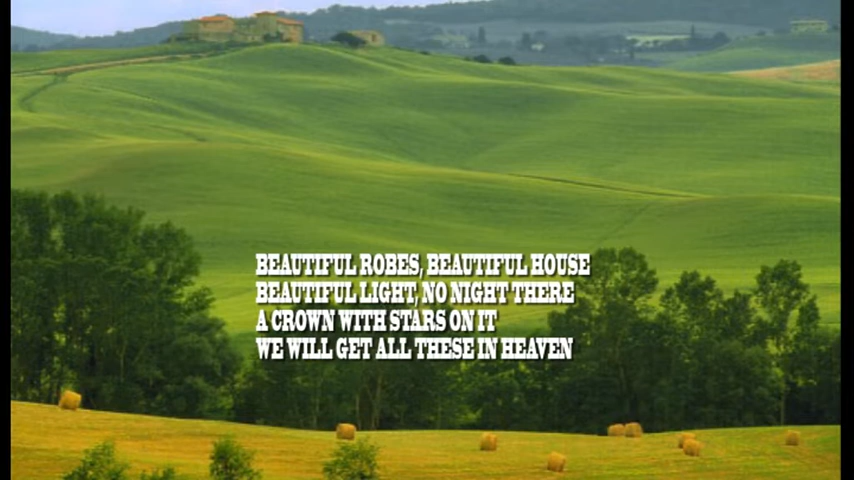 BEAUTIFUL ROBES, BEAUTIFUL HOUSE
BEAUTIFUL LIGHT, NO NIGHT THERE
A CROWN WITH STARS ON IT
WE WILL GET ALL THESE IN HEAVEN